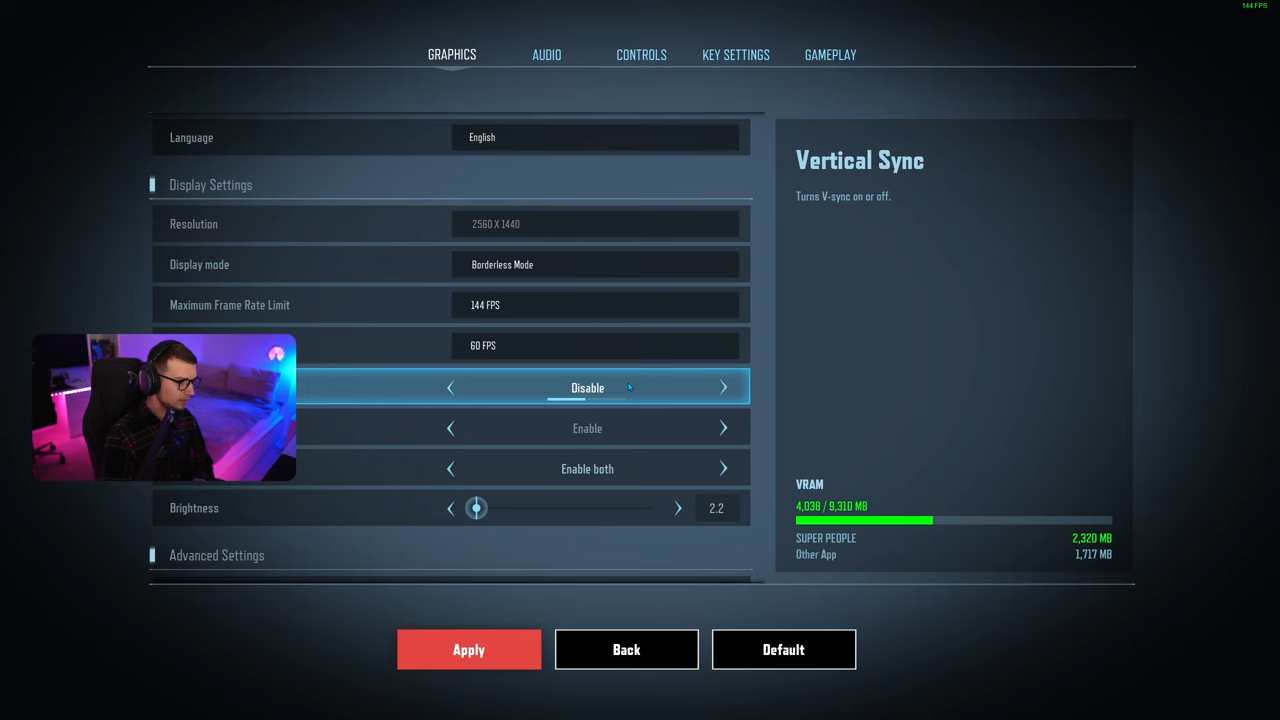 144 FPS
GRAPHICS AUDIO CONTROLS KEY SETTINGS GAMEPLAY
Language English
Display Settings
Resolution 2560 X 1440
Display mode Borderless Mode
Maximum Frame Rate Limit 144 FPS
60 FPS
Disable
Enable
Enable both
Brightness 2.2
Advanced Settings
Vertical Sync
Turns V-sync on or off.
VRAM
4,038 / 9,310 MB
SUPER PEOPLE 2,320 MB
Other App 1,717 MB
Apply Back Default